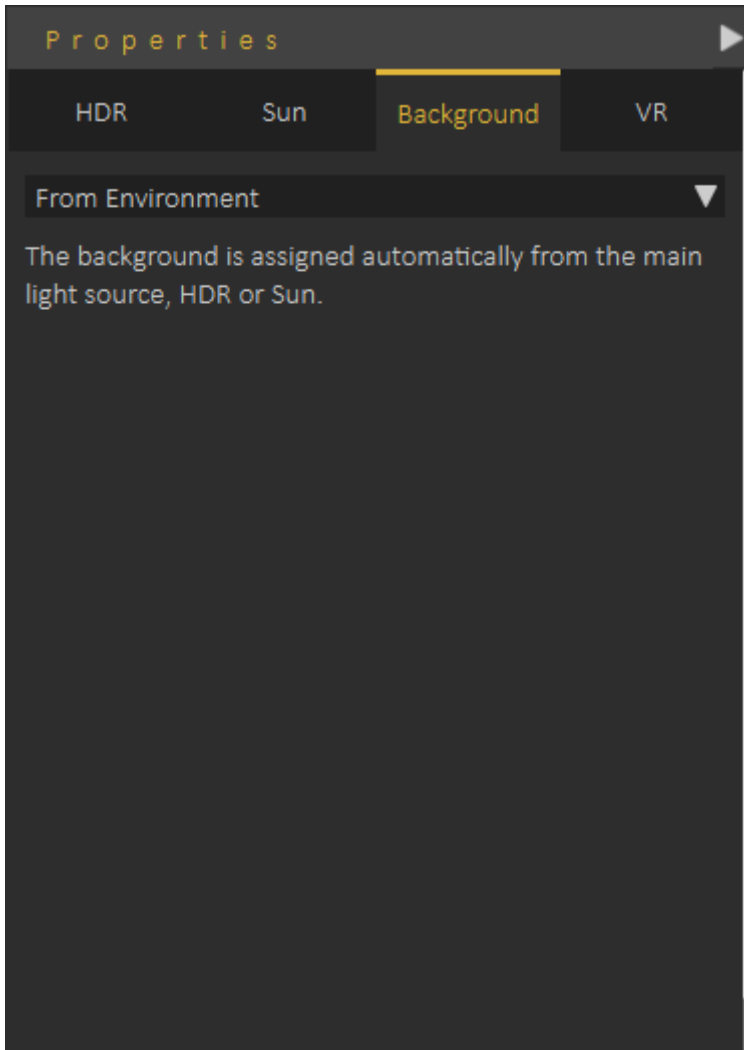 Properties
HDR Sun Background VR
From Environment
The background is assigned automatically from the main
light source, HDR or Sun.